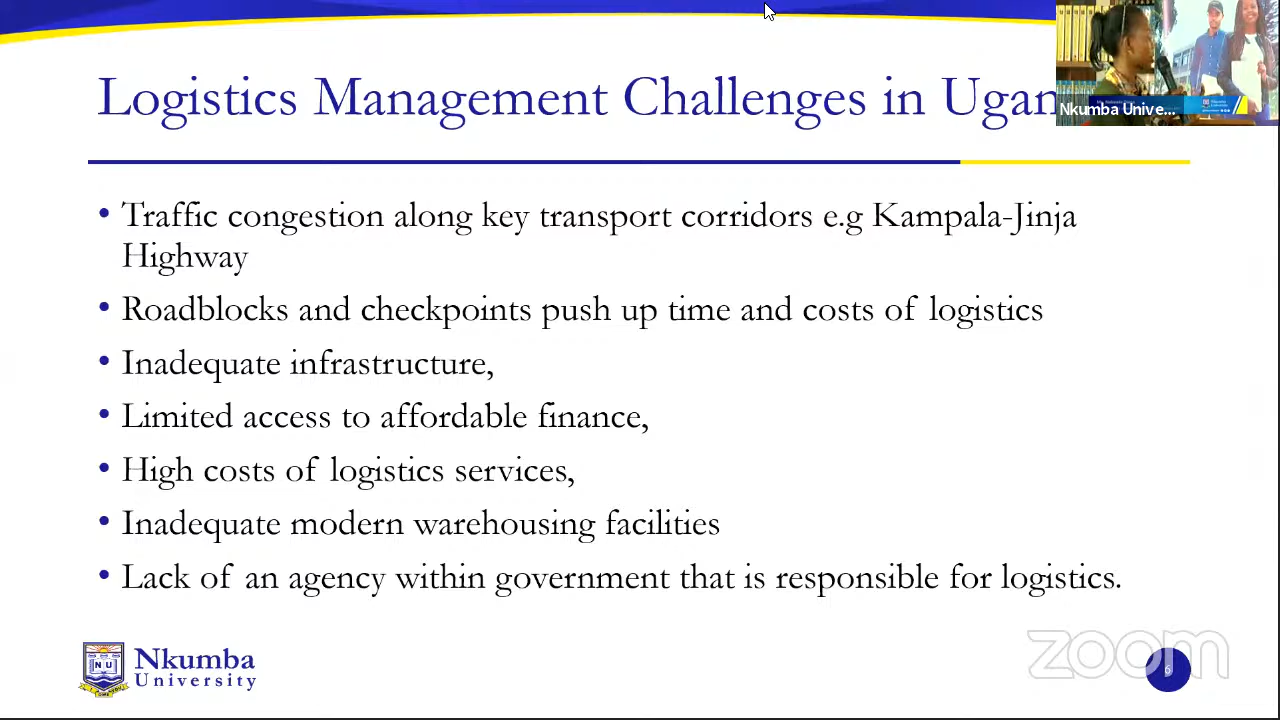 Logistics Management Challenges in Ugan
Nkumba Unive...
• Traffic congestion along key transport corridors e.g Kampala-Jinja
Highway
• Roadblocks and checkpoints push up time and costs of logistics
• Inadequate infrastructure,
• Limited access to affordable finance,
• High costs of logistics services,
• Inadequate modern warehousing facilities
• Lack of an agency within government that is responsible for logistics.
N U
Nkumba
University
zoom
6